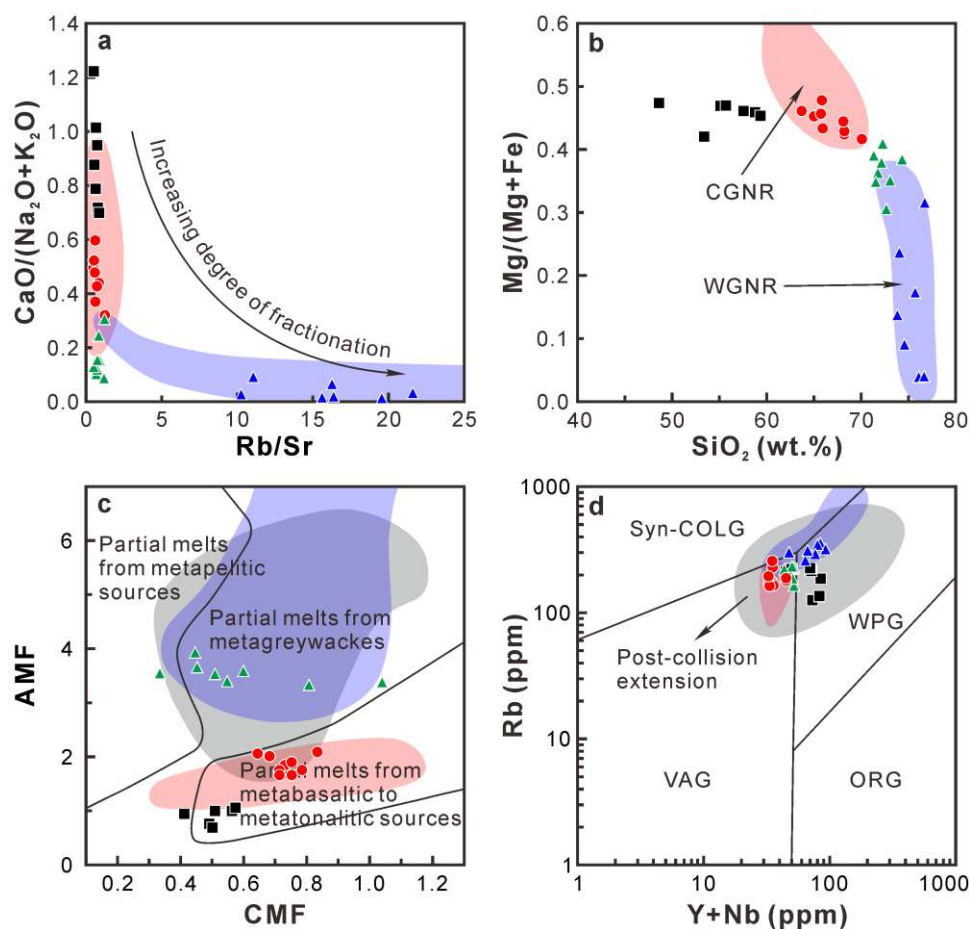 a
1.4
1.2
1.0
0.8
0.6
0.4
0.2
0.0
CaO/(Na₂O+K₂O)
Increasing degree of fractionation
0 5 10 15 20 25
Rb/Sr
b
0.6
0.5
0.4
0.3
0.2
0.1
0.0
Mg/(Mg+Fe)
CGNR
WGNR
40 50 60 70 80
SiO₂ (wt.%)
c
6
4
2
0
AMF
Partial melts
from metapelitic
sources
Partial melts from
metagreywackes
Partial melts from
metabasaltic to
metatonalitic sources
0.2 0.4 0.6 0.8 1.0 1.2
CMF
d
1000
100
10
1
Rb (ppm)
Syn-COLG
WPG
Post-collision
extension
VAG
ORG
1 10 100 1000
Y+Nb (ppm)